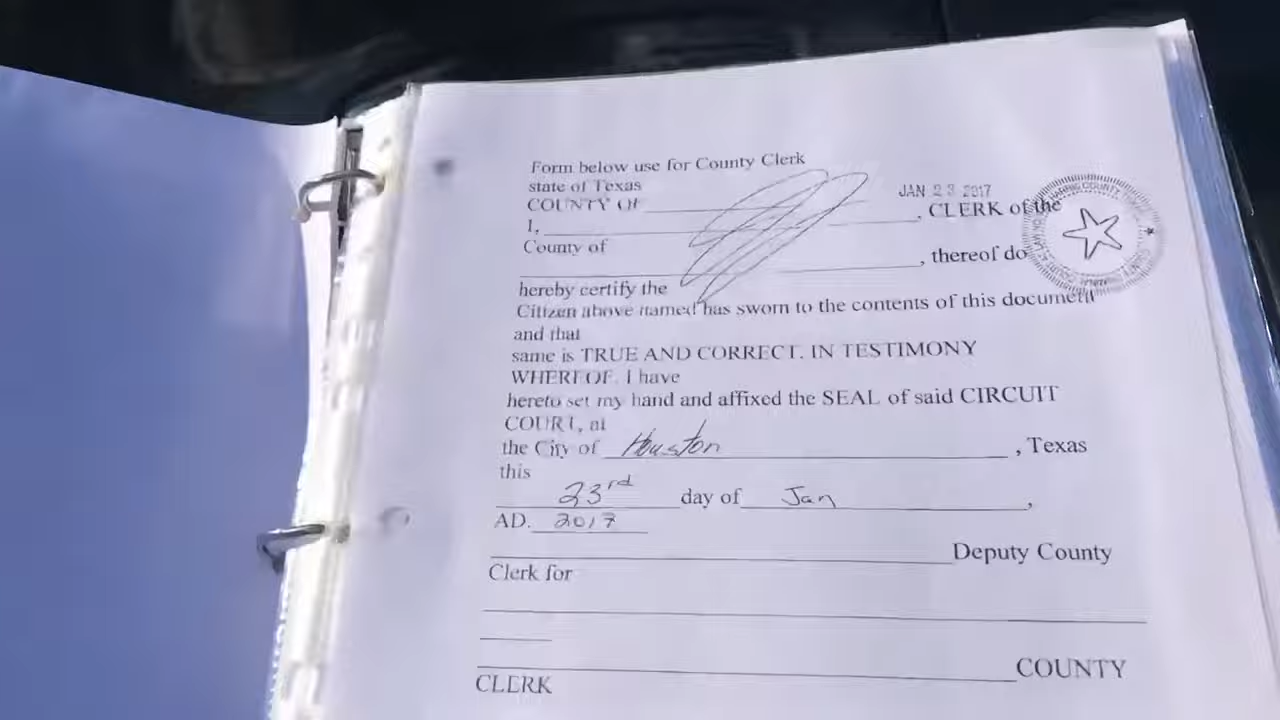 Form below use for County Clerk
state of Texas
COUNTY OF
JAN 23 2017
I, , CLERK of the
County of
, thereof do
hereby certify the
Citizen above named has sworn to the contents of this document
and that
same is TRUE AND CORRECT. IN TESTIMONY
WHEREOF, I have
hereto set my hand and affixed the SEAL of said CIRCUIT
COURT, at
the City of Houston , Texas
this
23rd day of Jan ,
AD. 2017
Deputy County
Clerk for
COUNTY
CLERK
HARRIS COUNTY